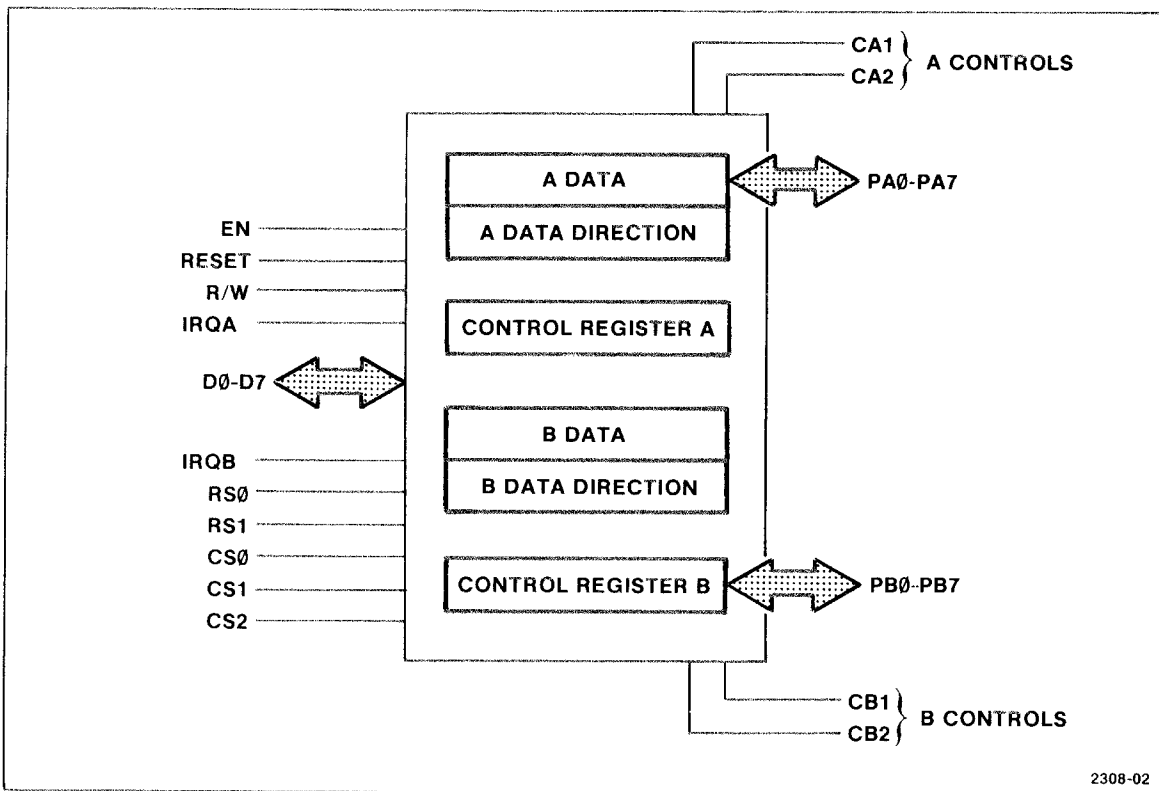 CA1
CA2
A CONTROLS
A DATA
PAØ-PA7
A DATA DIRECTION
EN
RESET
R/W
IRQA
CONTROL REGISTER A
DØ-D7
B DATA
IRQB
B DATA DIRECTION
RSØ
RS1
CSØ
CS1
CS2
CONTROL REGISTER B
PBØ-PB7
CB1
CB2
B CONTROLS
2308-02